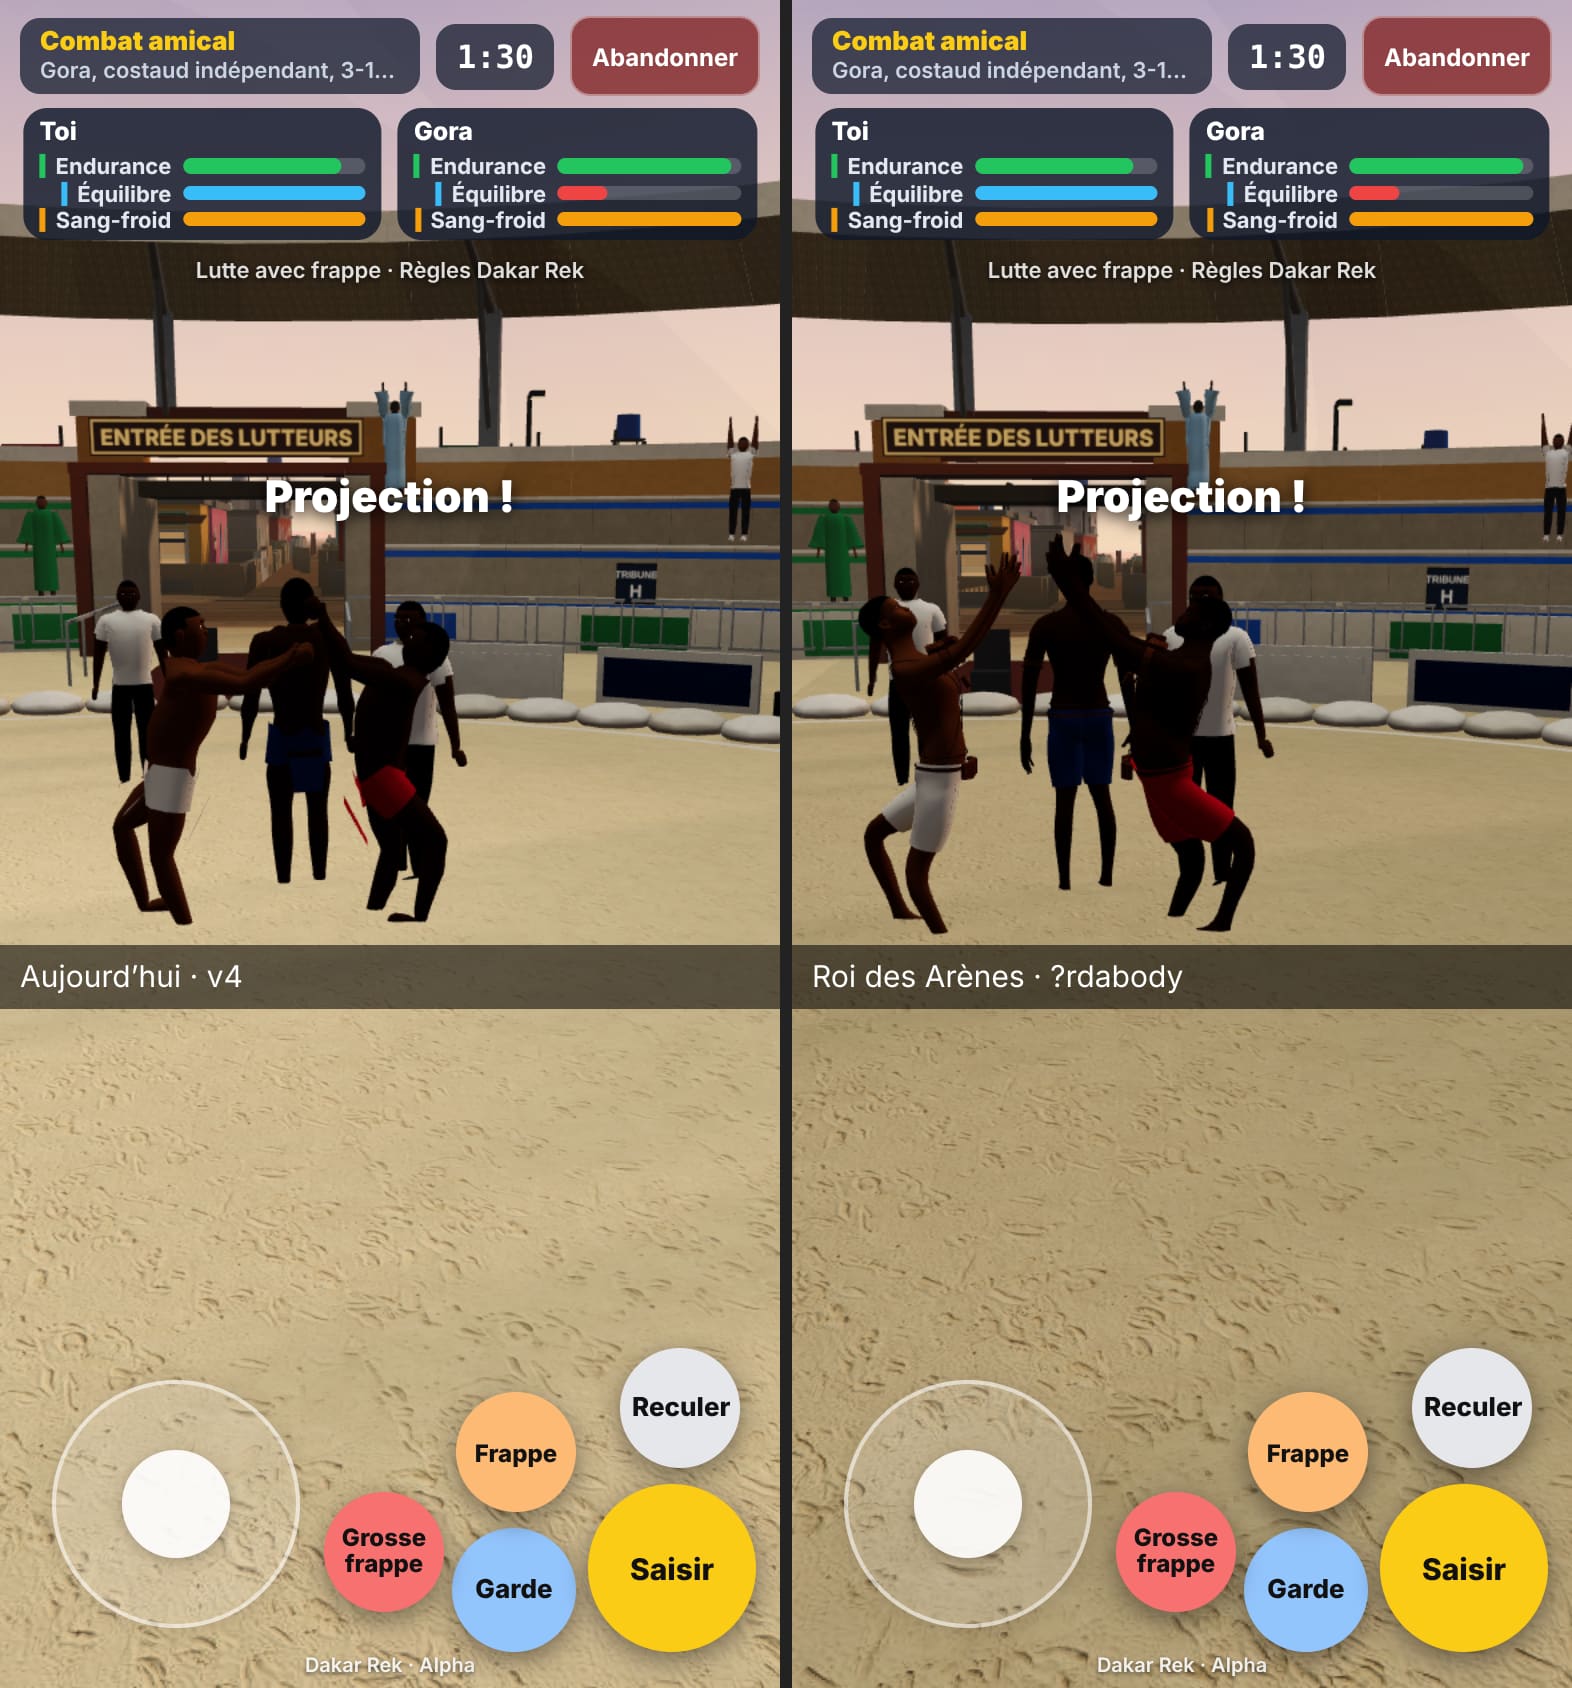 Combat amical
Gora, costaud indépendant, 3-1...
1:30
Abandonner
Toi
Endurance
Équilibre
Sang-froid
Gora
Endurance
Équilibre
Sang-froid
Lutte avec frappe · Règles Dakar Rek
ENTRÉE DES LUTTEURS
Projection !
TRIBUNE
H
Aujourd’hui · v4
Reculer
Frappe
Grosse
frappe
Garde
Saisir
Dakar Rek · Alpha
Combat amical
Gora, costaud indépendant, 3-1...
1:30
Abandonner
Toi
Endurance
Équilibre
Sang-froid
Gora
Endurance
Équilibre
Sang-froid
Lutte avec frappe · Règles Dakar Rek
ENTRÉE DES LUTTEURS
Projection !
TRIBUNE
H
Roi des Arènes · ?rdabody
Reculer
Frappe
Grosse
frappe
Garde
Saisir
Dakar Rek · Alpha